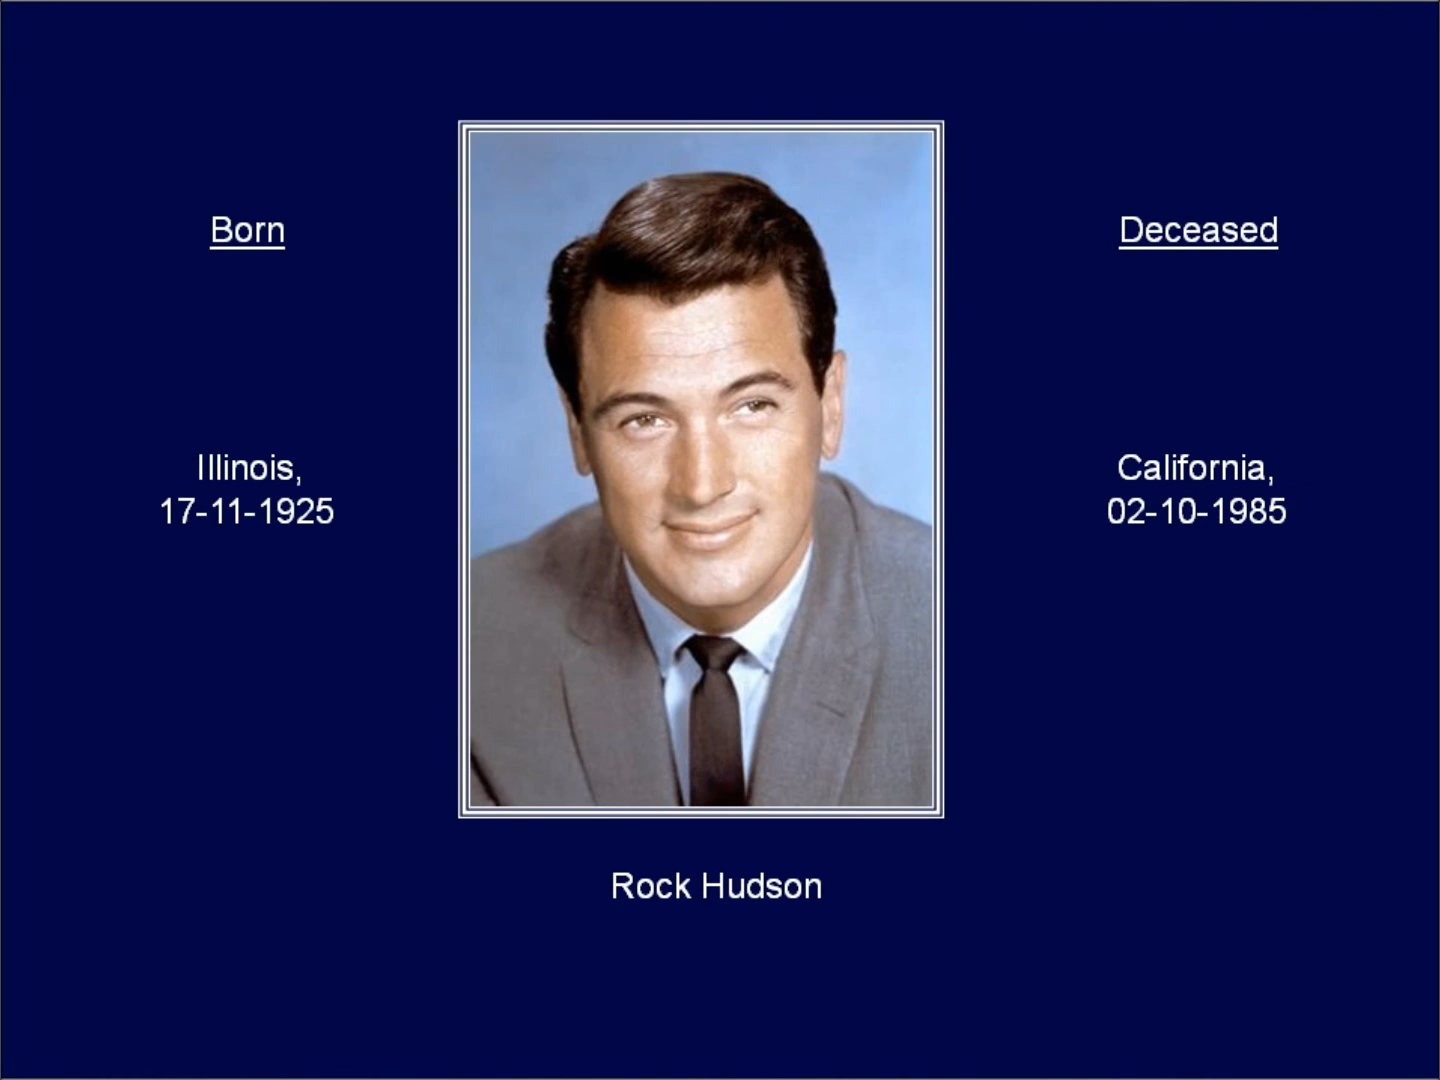 Born
Deceased
Illinois,
17-11-1925
California,
02-10-1985
Rock Hudson